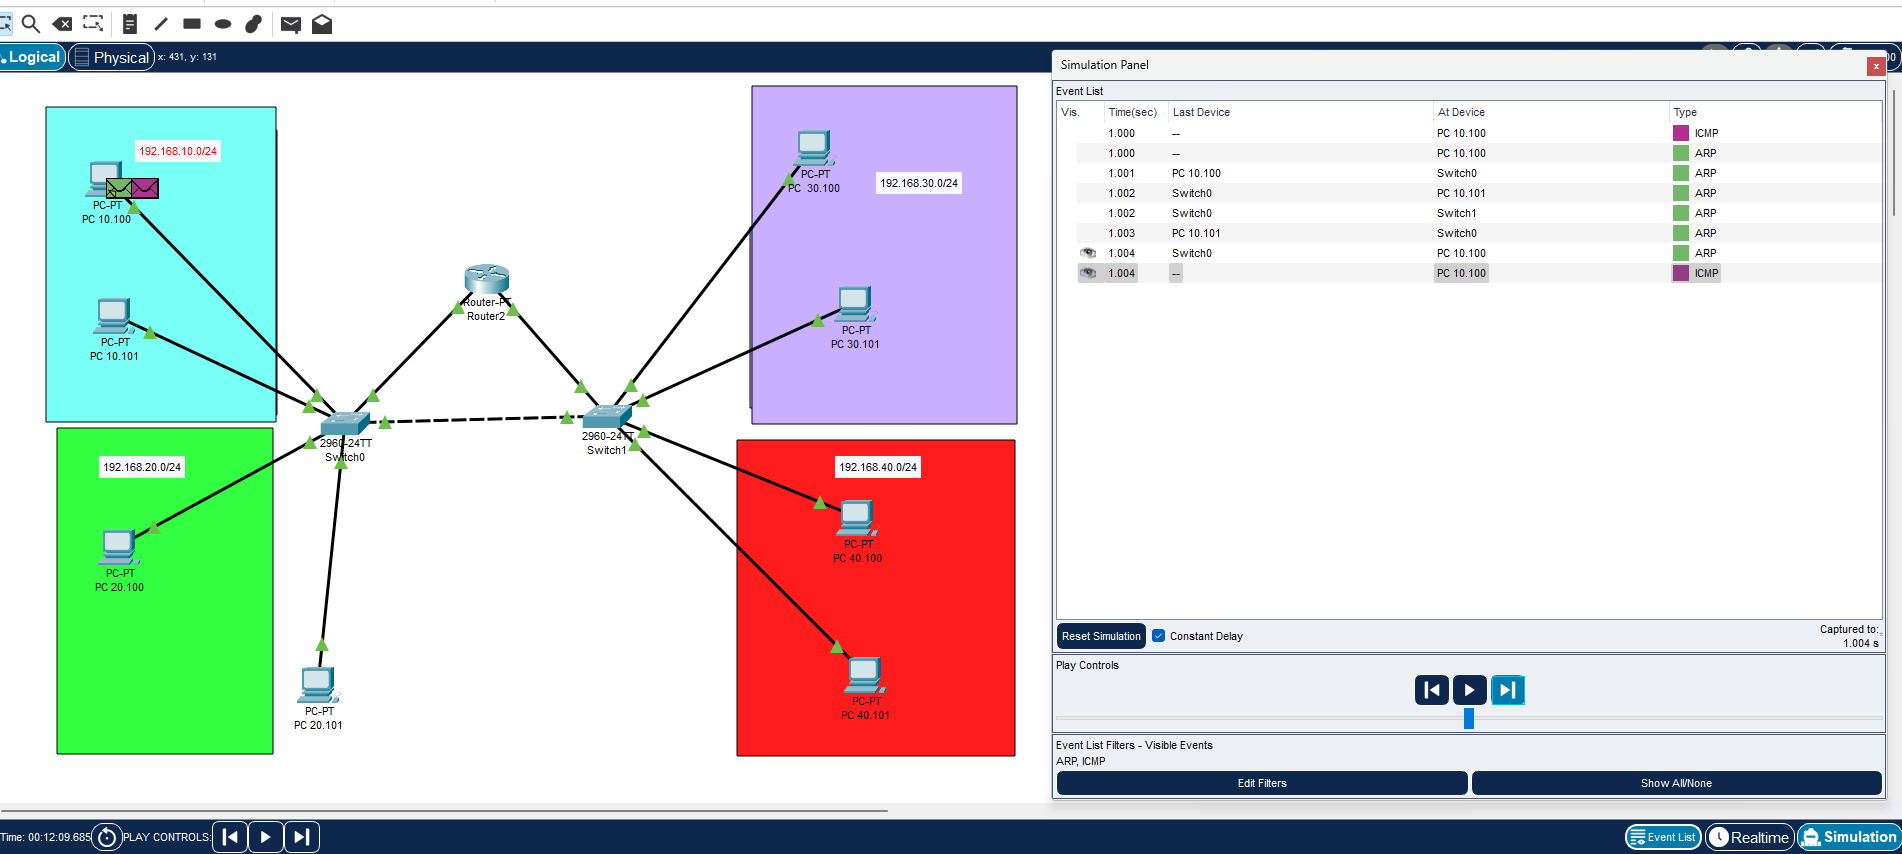 Logical
Physical
x: 431, y: 131
192.168.10.0/24
PC-PT
PC 10.100
PC-PT
PC 10.101
192.168.20.0/24
PC-PT
PC 20.100
PC-PT
PC 20.101
Router-PT
Router2
2960-24TT
Switch0
2960-24TT
Switch1
PC-PT
PC 30.100
192.168.30.0/24
PC-PT
PC 30.101
192.168.40.0/24
PC-PT
PC 40.100
PC-PT
PC 40.101
Simulation Panel
x
Event List
Vis. Time(sec) Last Device At Device Type
1.000 -- PC 10.100 ICMP
1.000 -- PC 10.100 ARP
1.001 PC 10.100 Switch0 ARP
1.002 Switch0 PC 10.101 ARP
1.002 Switch0 Switch1 ARP
1.003 PC 10.101 Switch0 ARP
1.004 Switch0 PC 10.100 ARP
1.004 -- PC 10.100 ICMP
Reset Simulation
Constant Delay
Captured to:
1.004 s
Play Controls
Event List Filters - Visible Events
ARP, ICMP
Edit Filters
Show All/None
Time: 00:12:09.685
PLAY CONTROLS:
Event List
Realtime
Simulation